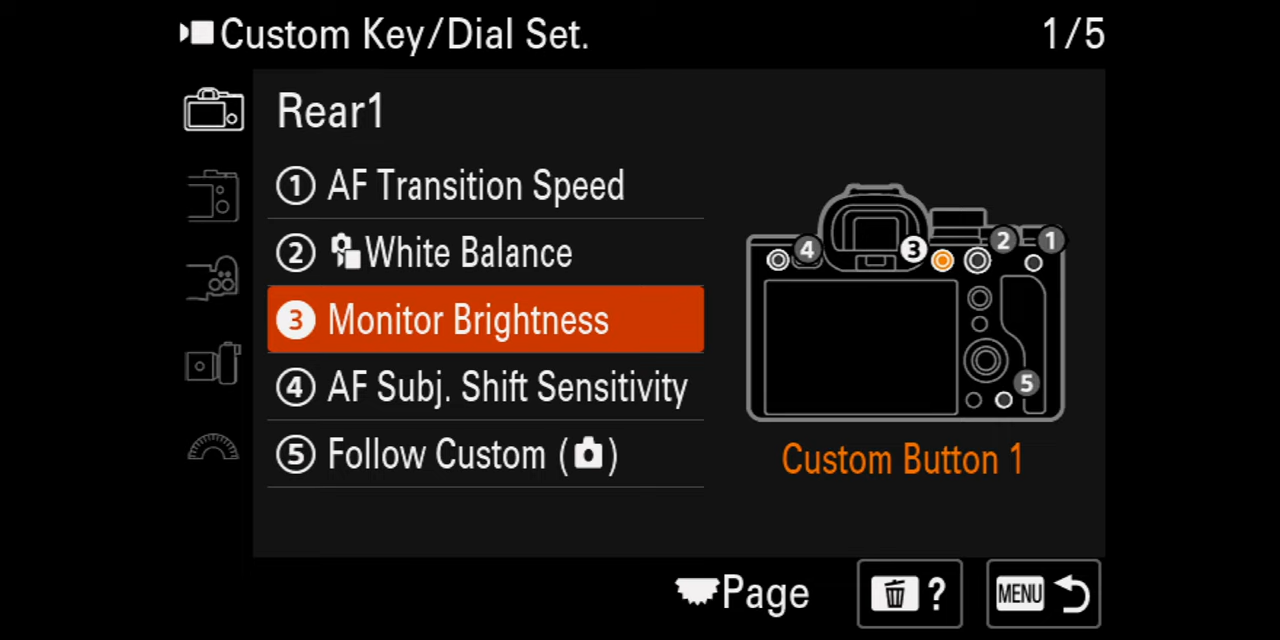 Custom Key/Dial Set. 1/5
Rear1
① AF Transition Speed
② White Balance
③ Monitor Brightness
④ AF Subj. Shift Sensitivity
⑤ Follow Custom ( )
4 3 2 1
5
Custom Button 1
Page ? MENU